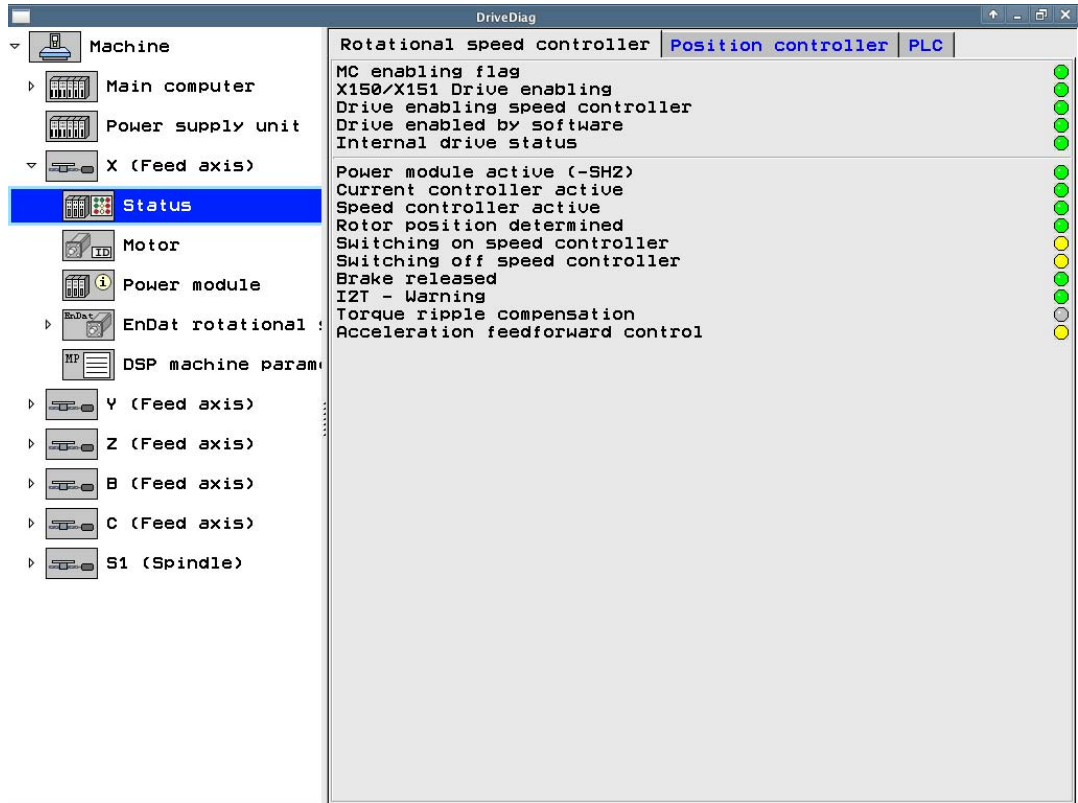 DriveDiag
Machine
Main computer
Power supply unit
X (Feed axis)
Status
Motor
ID
Power module
EnDat
EnDat rotational
MP
DSP machine
Y (Feed axis)
Z (Feed axis)
B (Feed axis)
C (Feed axis)
S1 (Spindle)
Rotational speed controller Position controller PLC
MC enabling flag
X150/X151 Drive enabling
Drive enabling speed controller
Drive enabled by software
Internal drive status
Power module active (-SH2)
Current controller active
Speed controller active
Rotor position determined
Switching on speed controller
Switching off speed controller
Brake released
I2T - Warning
Torque ripple compensation
Acceleration feedforward control